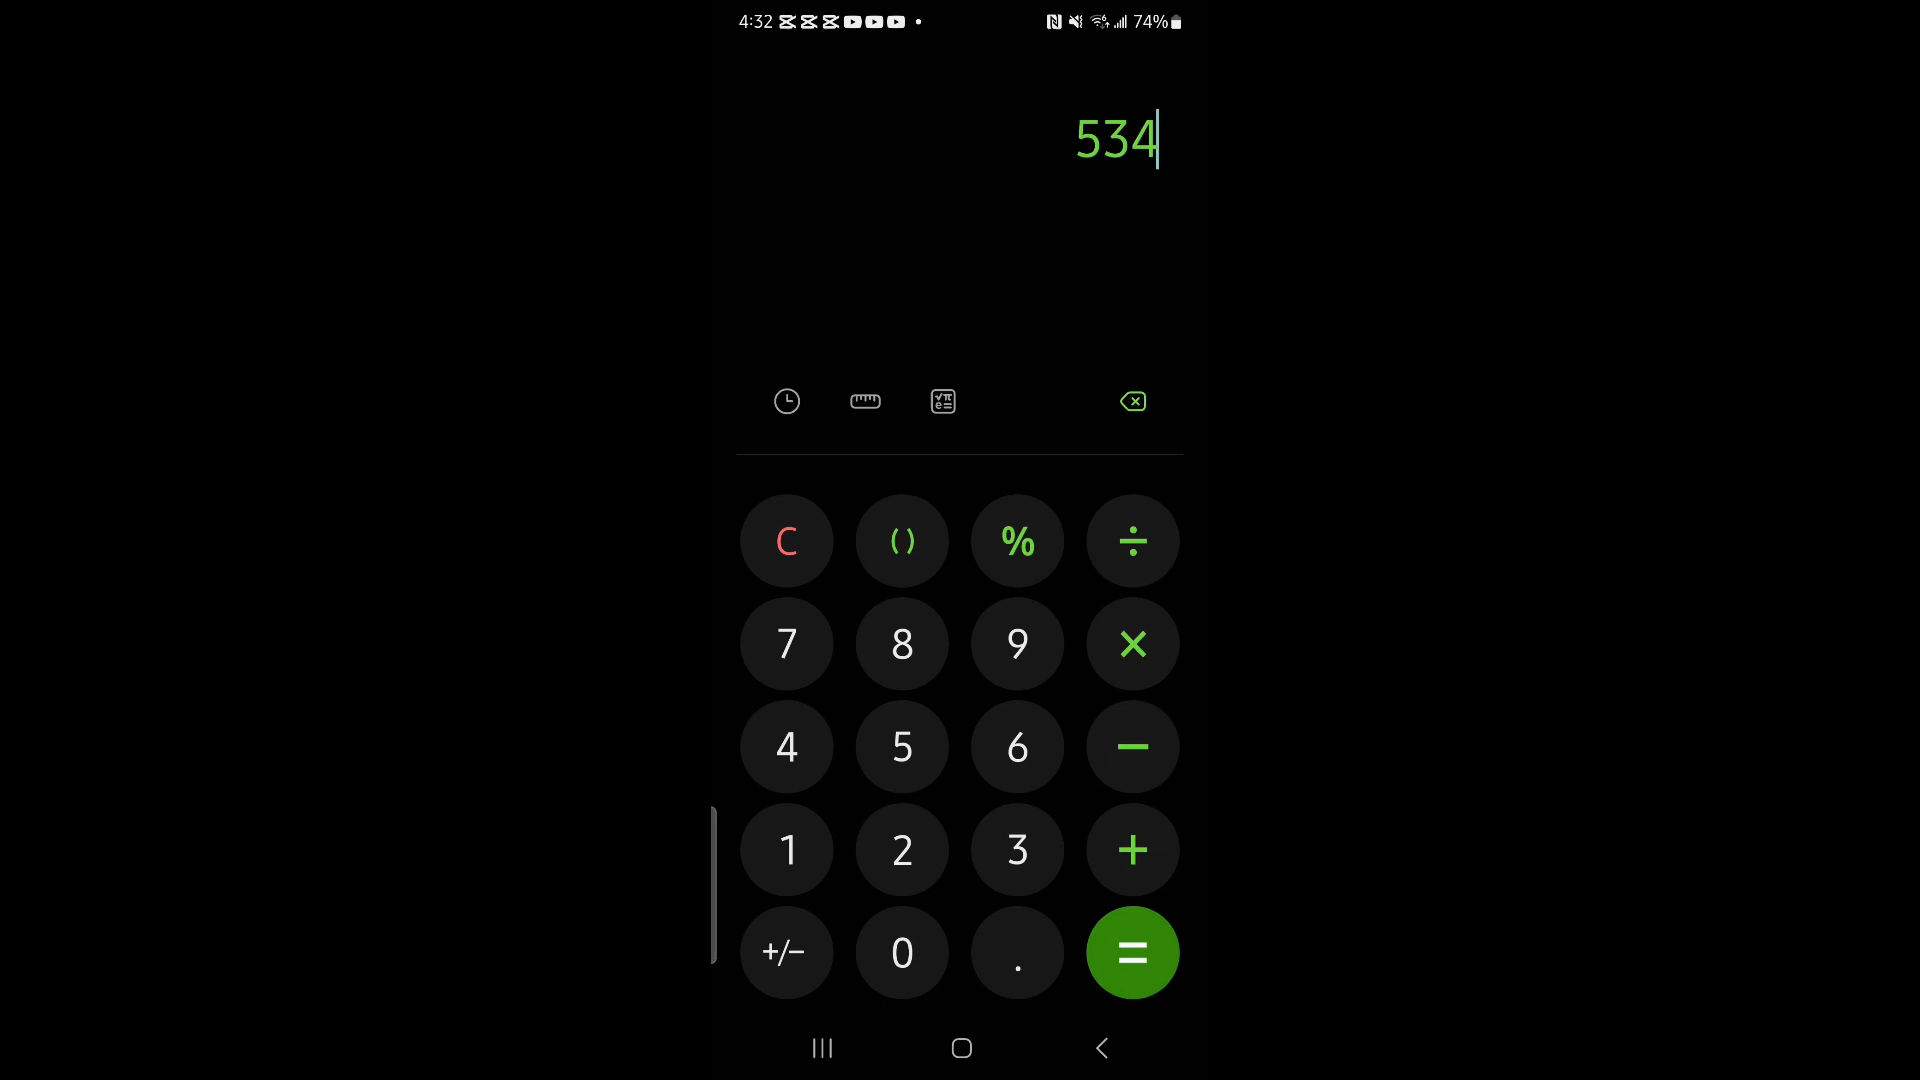 4:32 74%
534
C ( ) % ÷
7 8 9 ×
4 5 6 −
1 2 3 +
+/− 0 . =